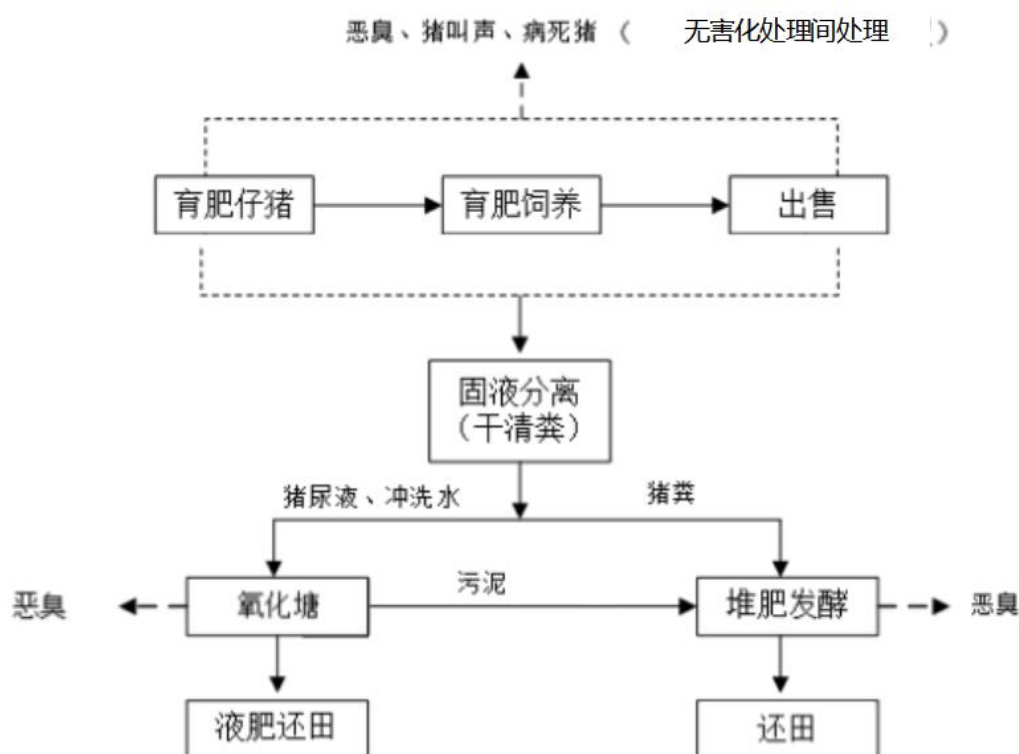 恶臭、猪叫声、病死猪（ 无害化处理间处理 ）
育肥仔猪
育肥饲养
出售
固液分离
（干清粪）
猪尿液、冲洗水
猪粪
恶臭
氧化塘
污泥
堆肥发酵
恶臭
液肥还田
还田